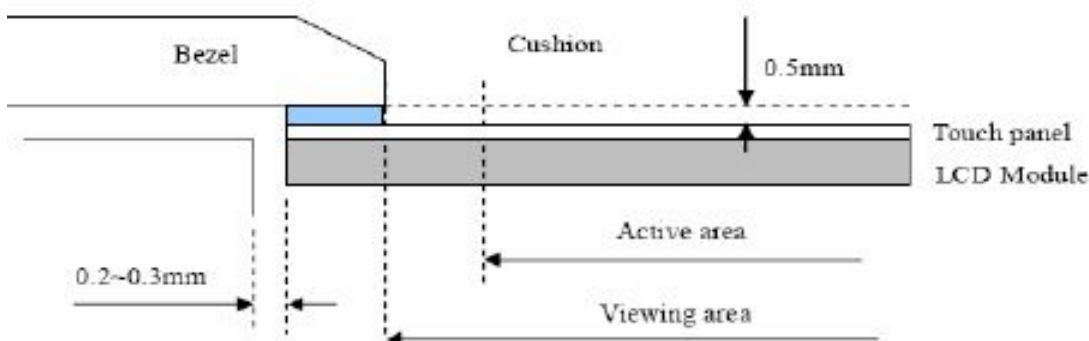 Cushion
Bezel
0.5mm
Touch panel
LCD Module
Active area
0.2~0.3mm
Viewing area